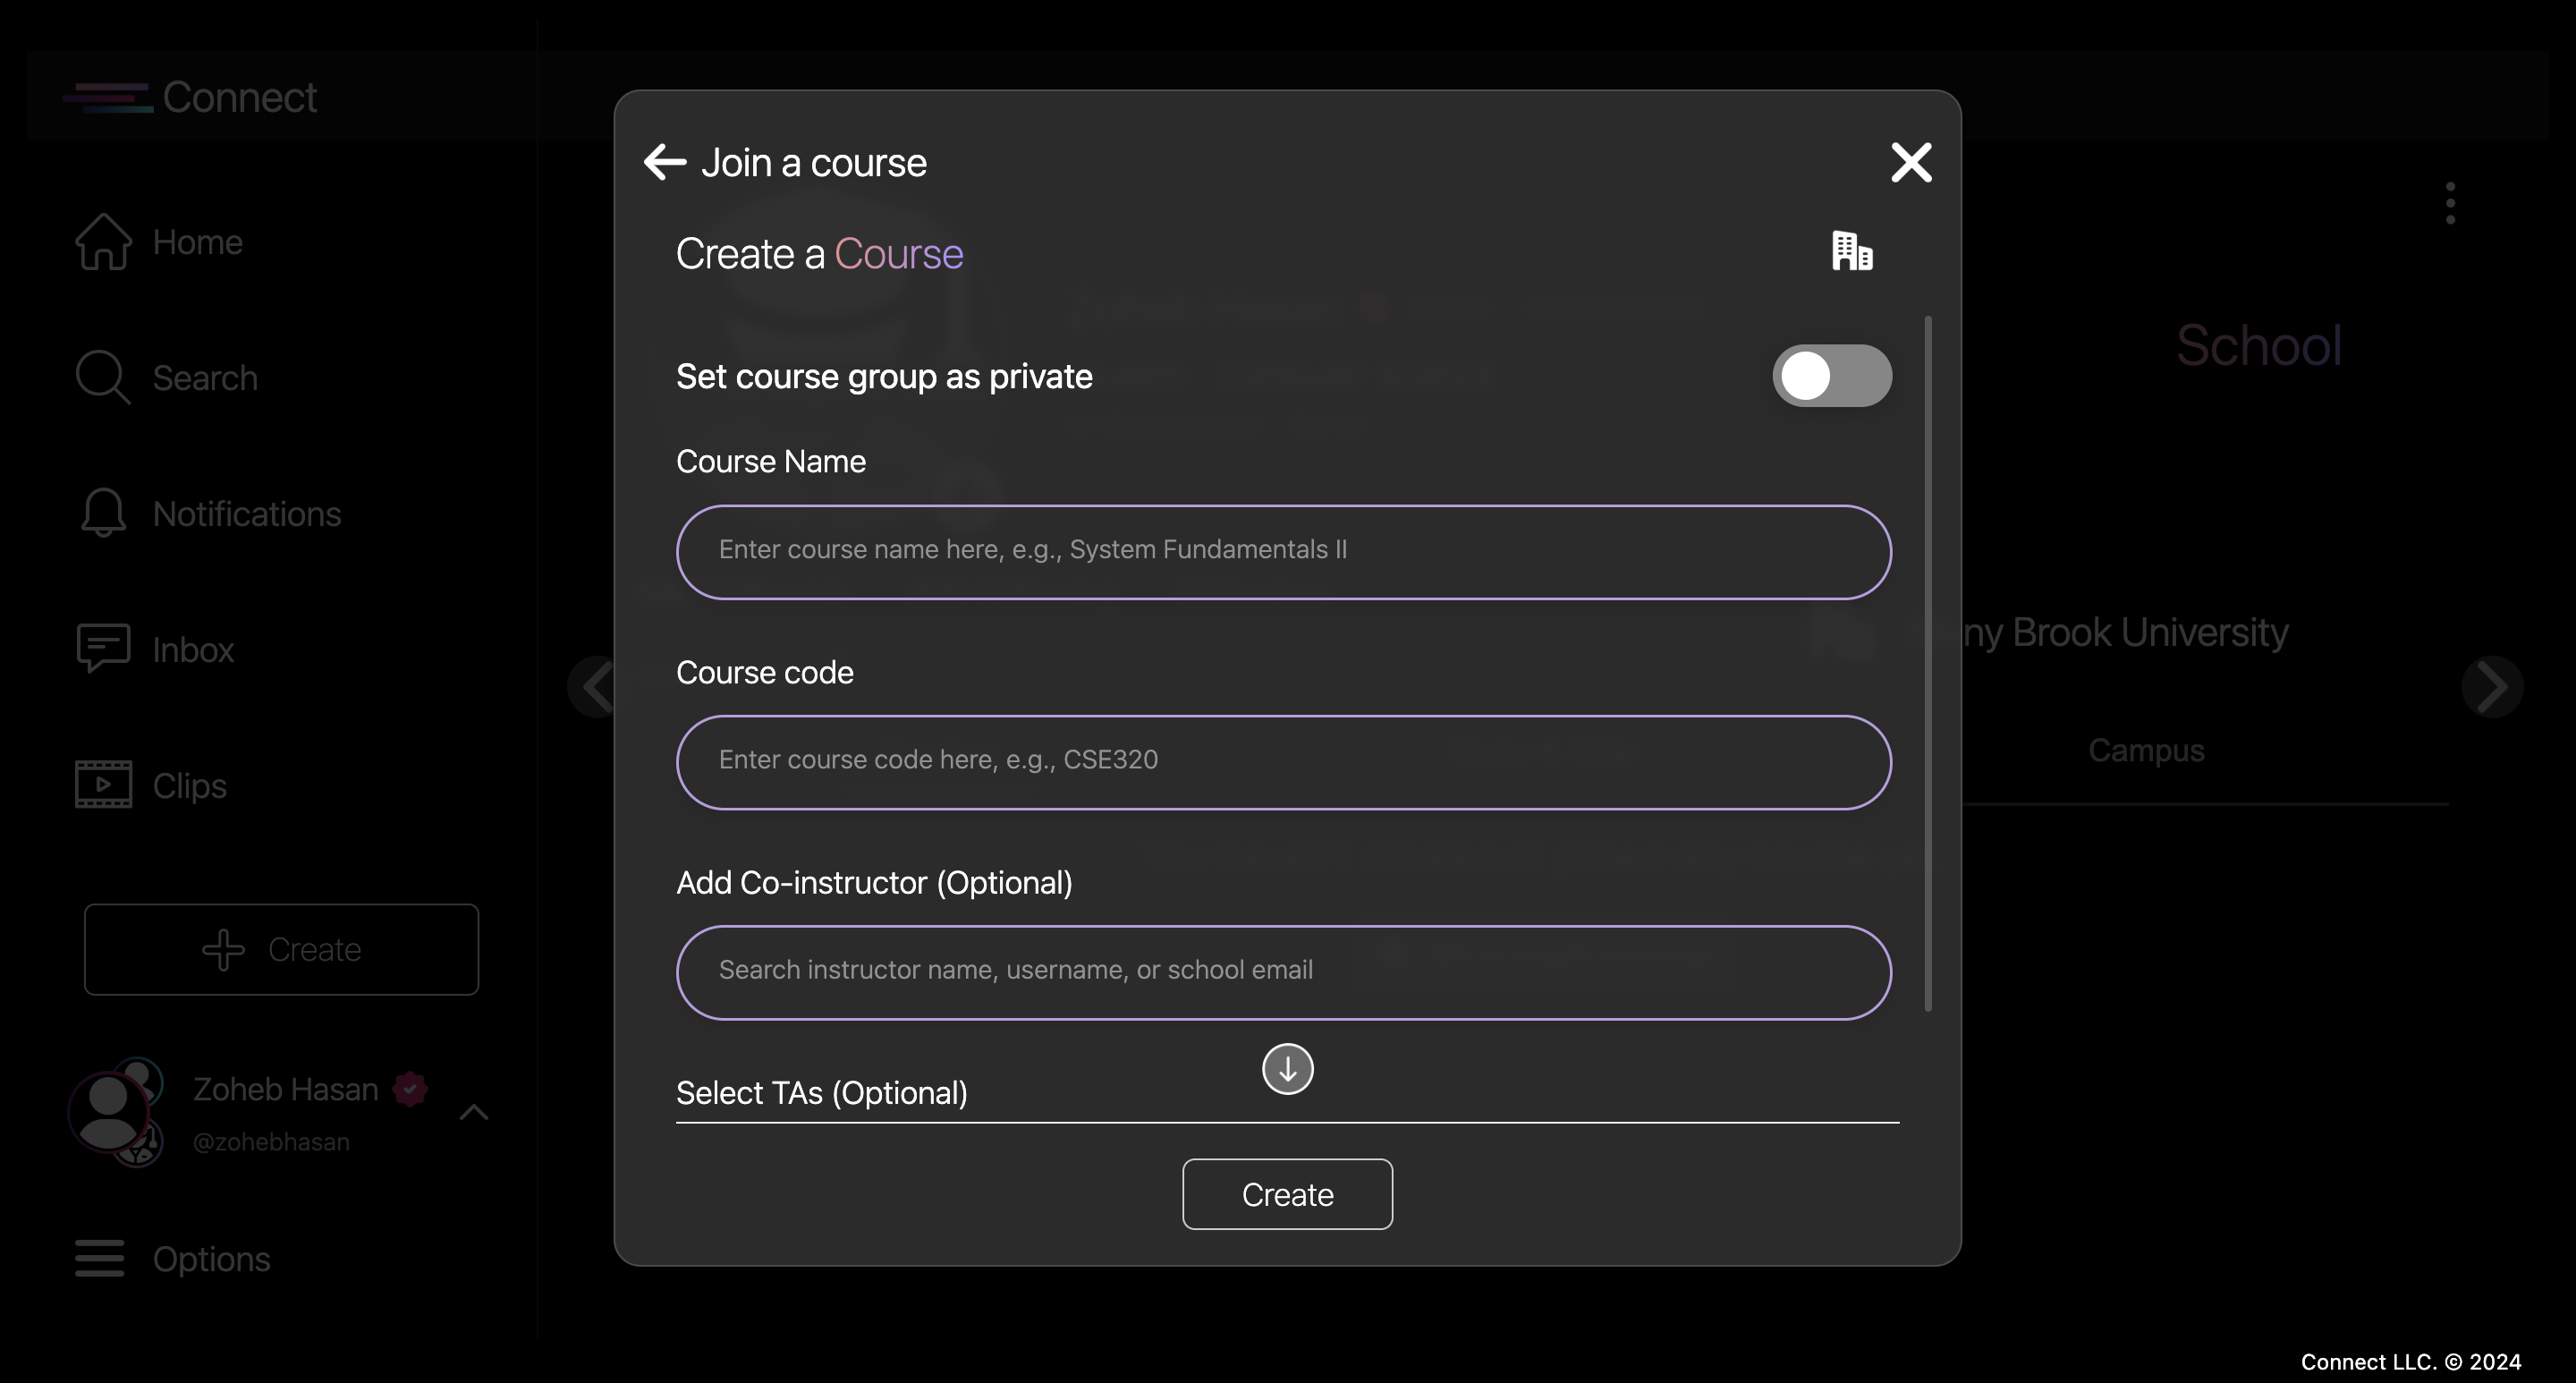 Connect
Home
Search
Notifications
Inbox
Clips
Create
Zoheb Hasan
@zohebhasan
Options
Join a course
Create a Course
Set course group as private
Course Name
Enter course name here, e.g., System Fundamentals II
Course code
Enter course code here, e.g., CSE320
Add Co-instructor (Optional)
Search instructor name, username, or school email
Select TAs (Optional)
Create
School
Brook University
Campus
Connect LLC. © 2024